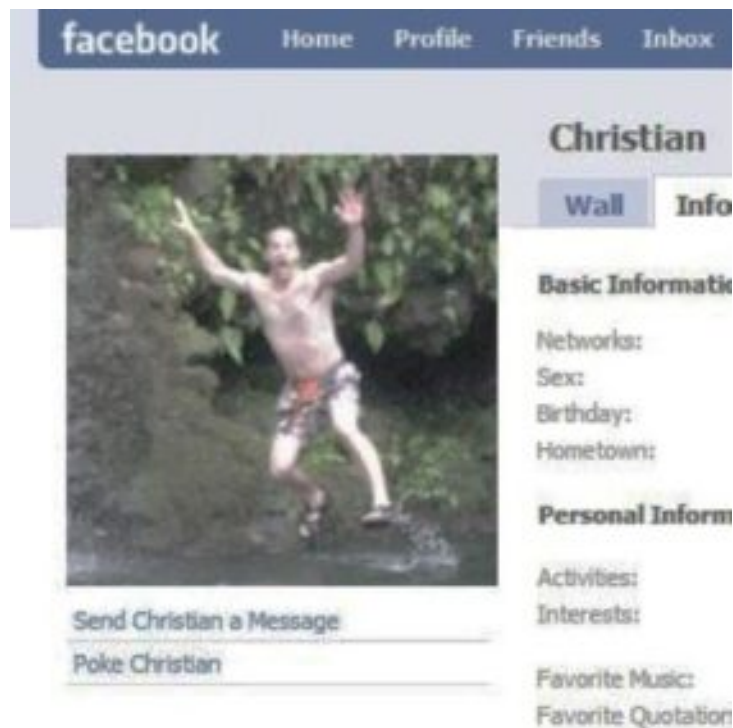 facebook Home Profile Friends Inbox
Christian
Wall Info
Basic Informatio
Networks:
Sex:
Birthday:
Hometown:
Personal Inform
Activities:
Interests:
Send Christian a Message
Poke Christian
Favorite Music:
Favorite Quotation